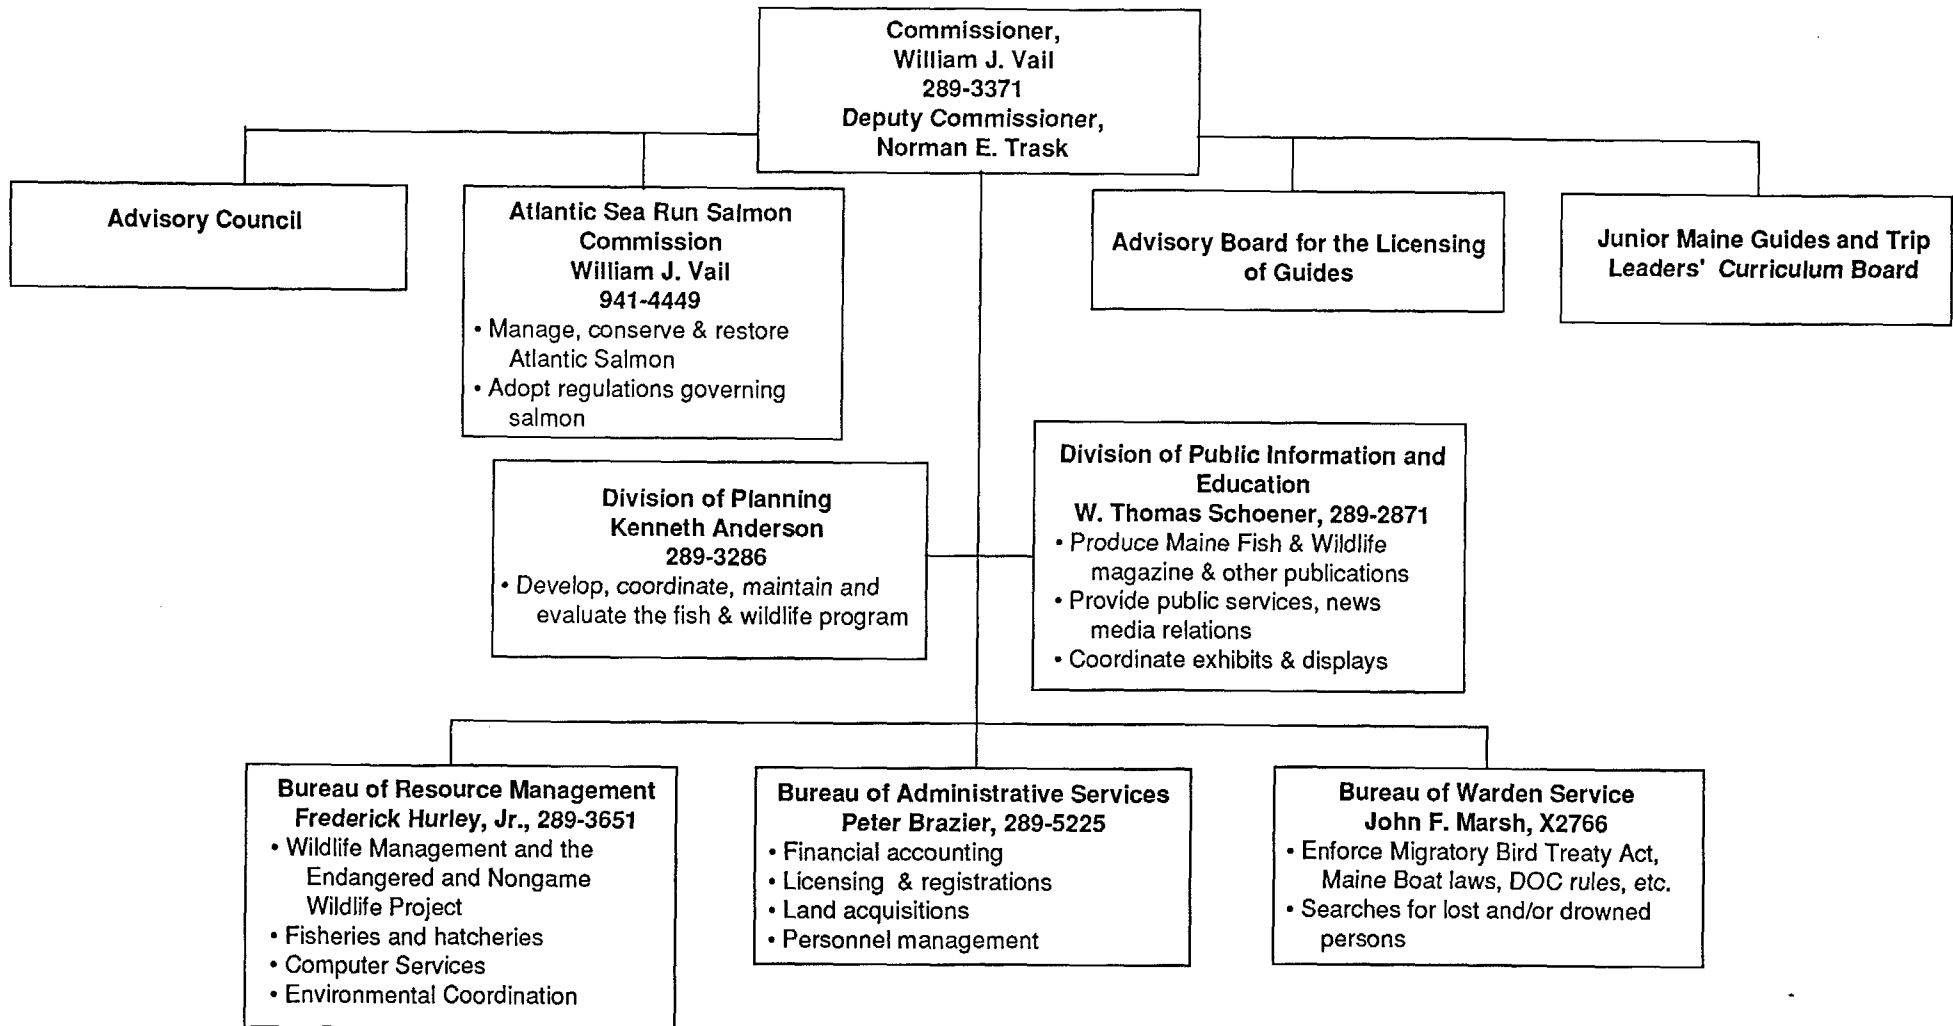 Commissioner,
William J. Vail
289-3371
Deputy Commissioner,
Norman E. Trask
Advisory Council
Atlantic Sea Run Salmon
Commission
William J. Vail
941-4449
• Manage, conserve & restore
Atlantic Salmon
• Adopt regulations governing
salmon
Advisory Board for the Licensing
of Guides
Junior Maine Guides and Trip
Leaders' Curriculum Board
Division of Planning
Kenneth Anderson
289-3286
• Develop, coordinate, maintain and
evaluate the fish & wildlife program
Division of Public Information and
Education
W. Thomas Schoener, 289-2871
• Produce Maine Fish & Wildlife
magazine & other publications
• Provide public services, news
media relations
• Coordinate exhibits & displays
Bureau of Resource Management
Frederick Hurley, Jr., 289-3651
• Wildlife Management and the
Endangered and Nongame
Wildlife Project
• Fisheries and hatcheries
• Computer Services
• Environmental Coordination
Bureau of Administrative Services
Peter Brazier, 289-5225
• Financial accounting
• Licensing & registrations
• Land acquisitions
• Personnel management
Bureau of Warden Service
John F. Marsh, X2766
• Enforce Migratory Bird Treaty Act,
Maine Boat laws, DOC rules, etc.
• Searches for lost and/or drowned
persons